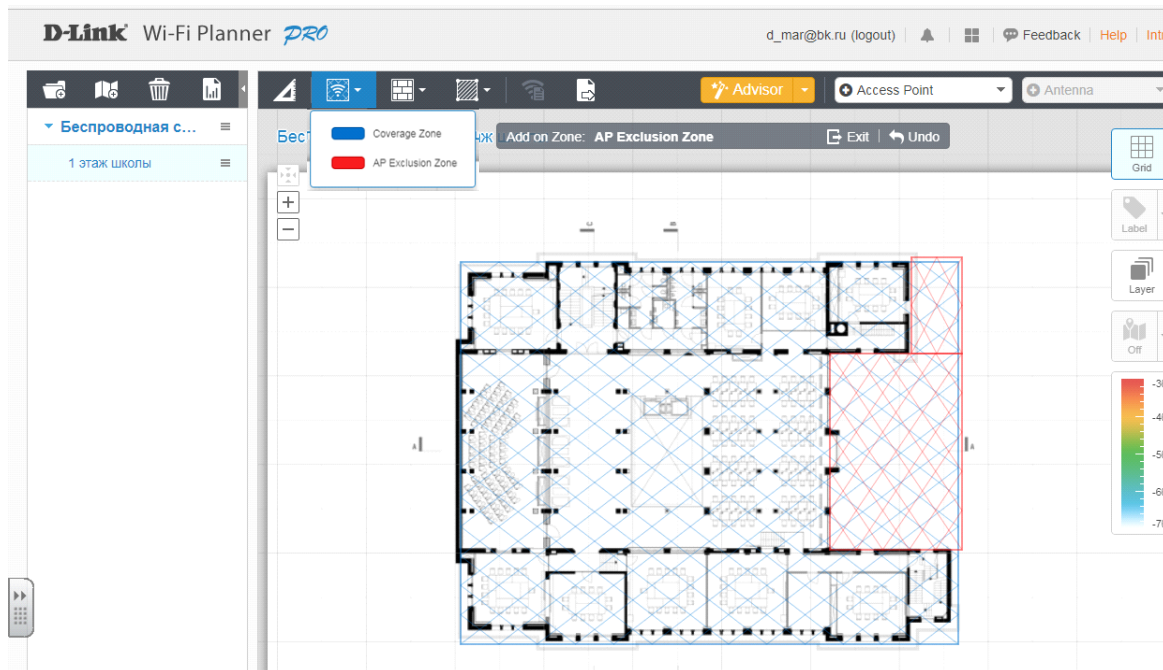 D-Link Wi-Fi Planner PRO
d_mar@bk.ru (logout) Feedback Help
Advisor Access Point Antenna
Беспроводная с...
1 этаж школы
Coverage Zone
AP Exclusion Zone
Add on Zone: AP Exclusion Zone Exit Undo
Grid
Label
Layer
Off